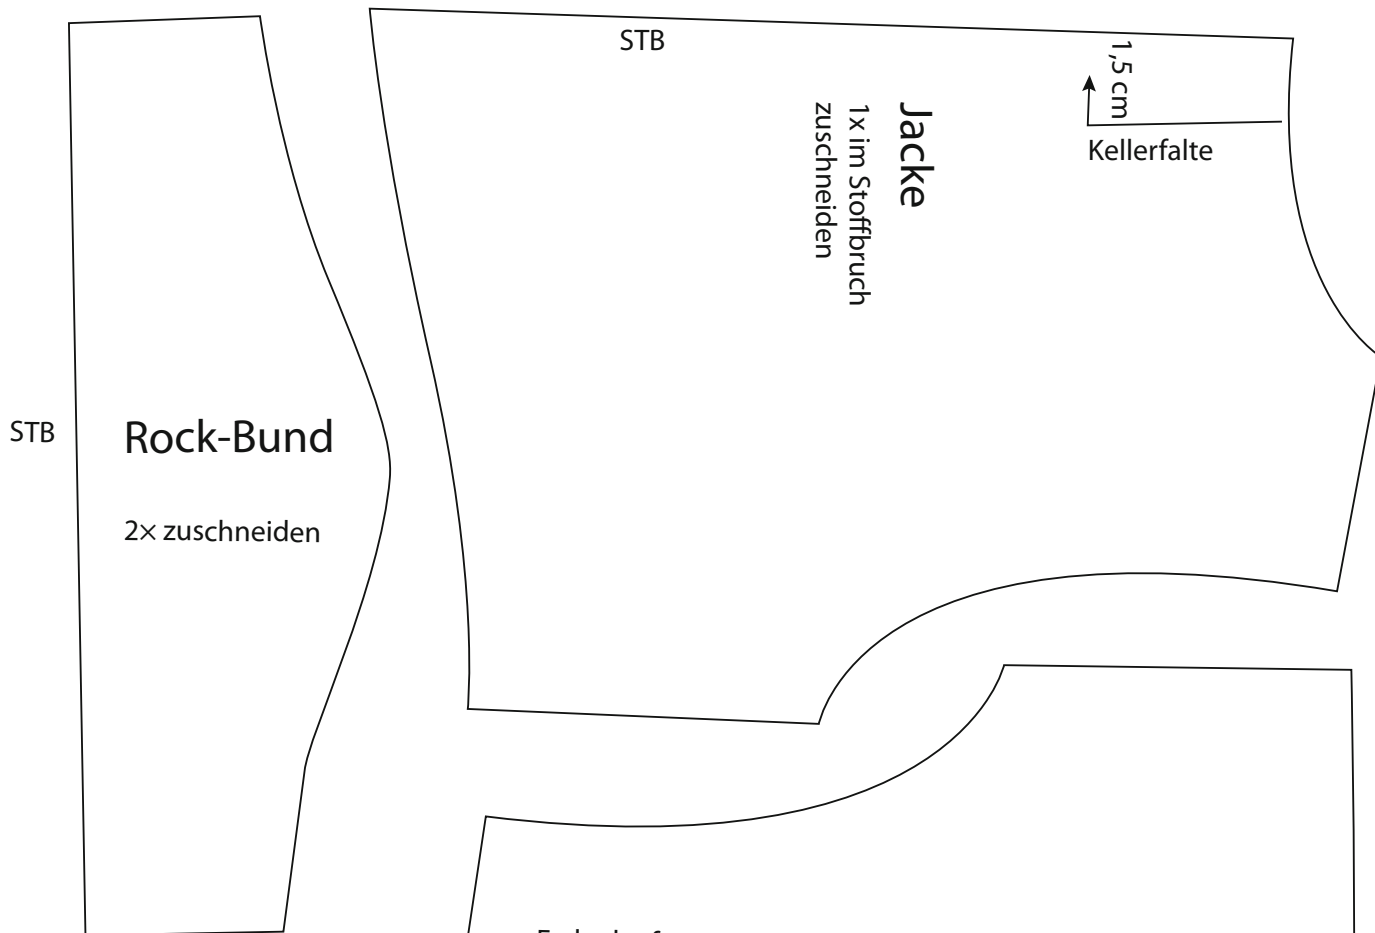 STB
1,5 cm
Kellerfalte
Jacke
1x im Stoffbruch
zuschneiden
STB
Rock-Bund
2× zuschneiden